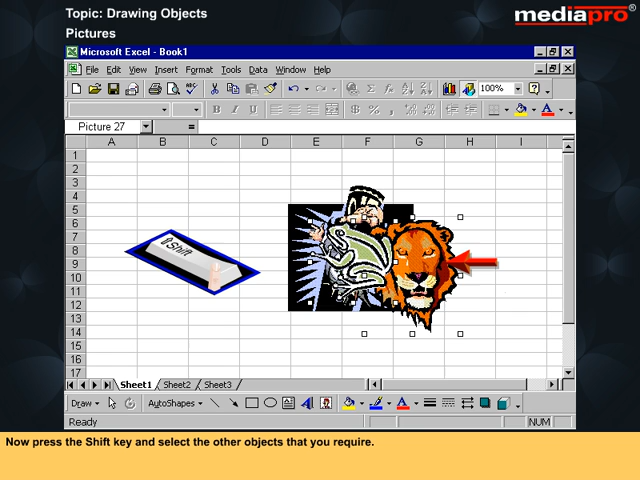 Topic: Drawing Objects
mediapro®
Pictures
Microsoft Excel - Book1
File Edit View Insert Format Tools Data Window Help
100%
B I U $ % ,
Picture 27 =
A B C D E F G H I
1
2
3
4
5
6
7
8
9
10
11
12
13
14
15
16
17
⇧Shift
Sheet1 Sheet2 Sheet3
Draw AutoShapes
Ready NUM
Now press the Shift key and select the other objects that you require.